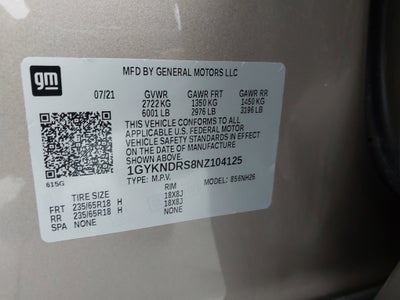 gm
MFD BY GENERAL MOTORS LLC
07/21 GVWR GAWR FRT GAWR RR
2722 KG 1350 KG 1450 KG
6001 LB 2976 LB 3196 LB
THIS VEHICLE CONFORMS TO ALL
APPLICABLE U.S. FEDERAL MOTOR
VEHICLE SAFETY STANDARDS IN EFFECT
ON THE DATE OF MANUFACTURE
SHOWN ABOVE.
1GYKNDRS8NZ104125
615G TYPE: M.P.V. MODEL: 6NH26
TIRE SIZE RIM
FRT 235/65R18 H 18X8J
RR 235/65R18 H 18X8J
SPA NONE NONE